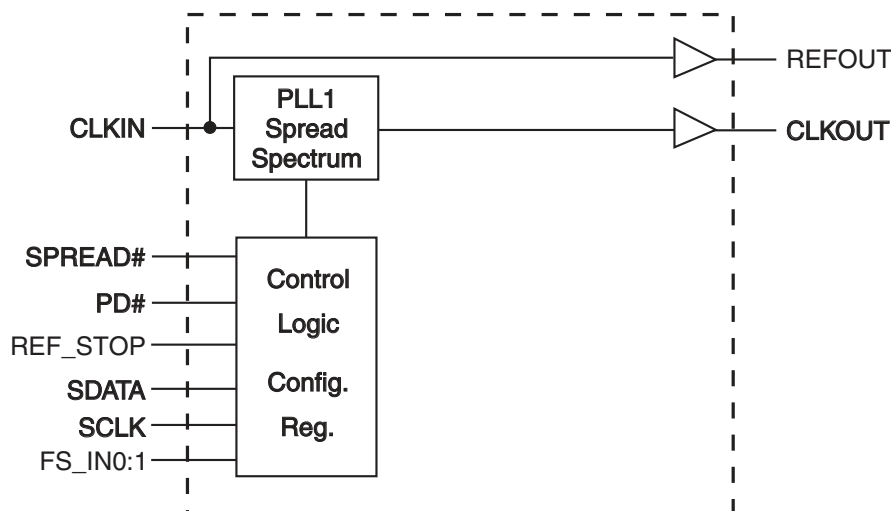 REFOUT
PLL1
Spread
Spectrum
CLKIN
CLKOUT
SPREAD#
PD#
REF_STOP
SDATA
SCLK
FS_IN0:1
Control
Logic
Config.
Reg.